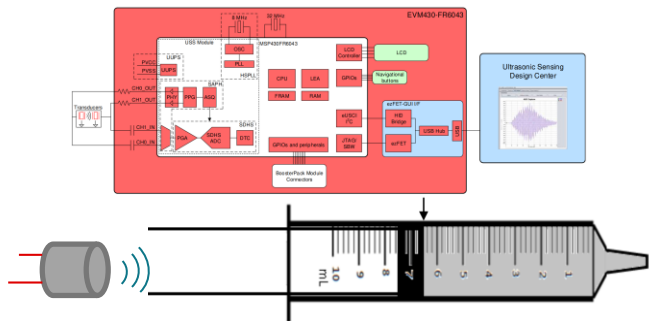 EVM430-FR6043
8 MHz
32 MHz
USS Module
MSP430FR6043
OSC
PLL
HSPLL
UUPS
PVCC
PVSS
UUPS
SAPH
CH0_OUT
CH1_OUT
PHY
PPG
ASQ
Transducers
CH1_IN
CH0_IN
SDHS
PGA
SDHS
ADC
DTC
CPU
LEA
FRAM
RAM
GPIOs and peripherals
LCD
Controller
LCD
GPIOs
Navigational
buttons
eUSCI
I²C
JTAG/
SBW
ezFET-GUI I/F
HID
Bridge
ezFET
USB Hub
USB
BoosterPack Module
Connectors
Ultrasonic Sensing
Design Center
10
mL
9
8
7
6
5
4
3
2
1